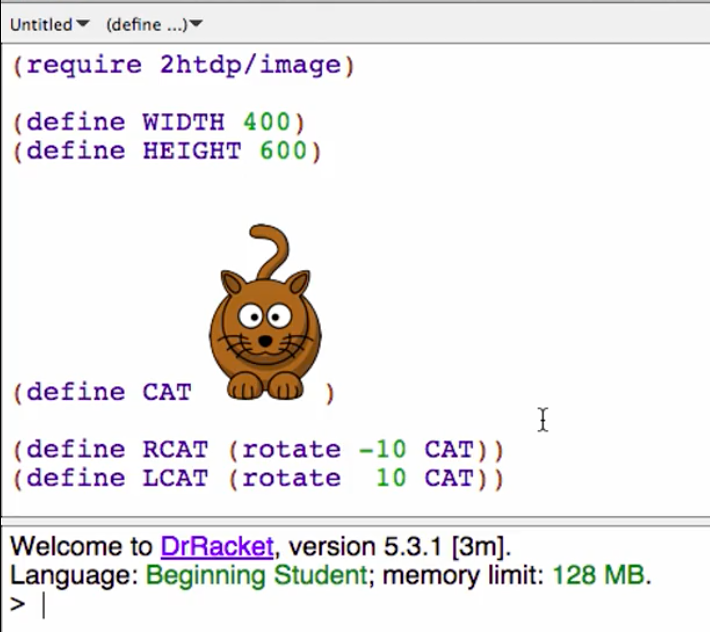 Untitled (define ...)
(require 2htdp/image)
(define WIDTH 400)
(define HEIGHT 600)
(define CAT )
(define RCAT (rotate -10 CAT))
(define LCAT (rotate  10 CAT))
Welcome to DrRacket, version 5.3.1 [3m].
Language: Beginning Student; memory limit: 128 MB.
>